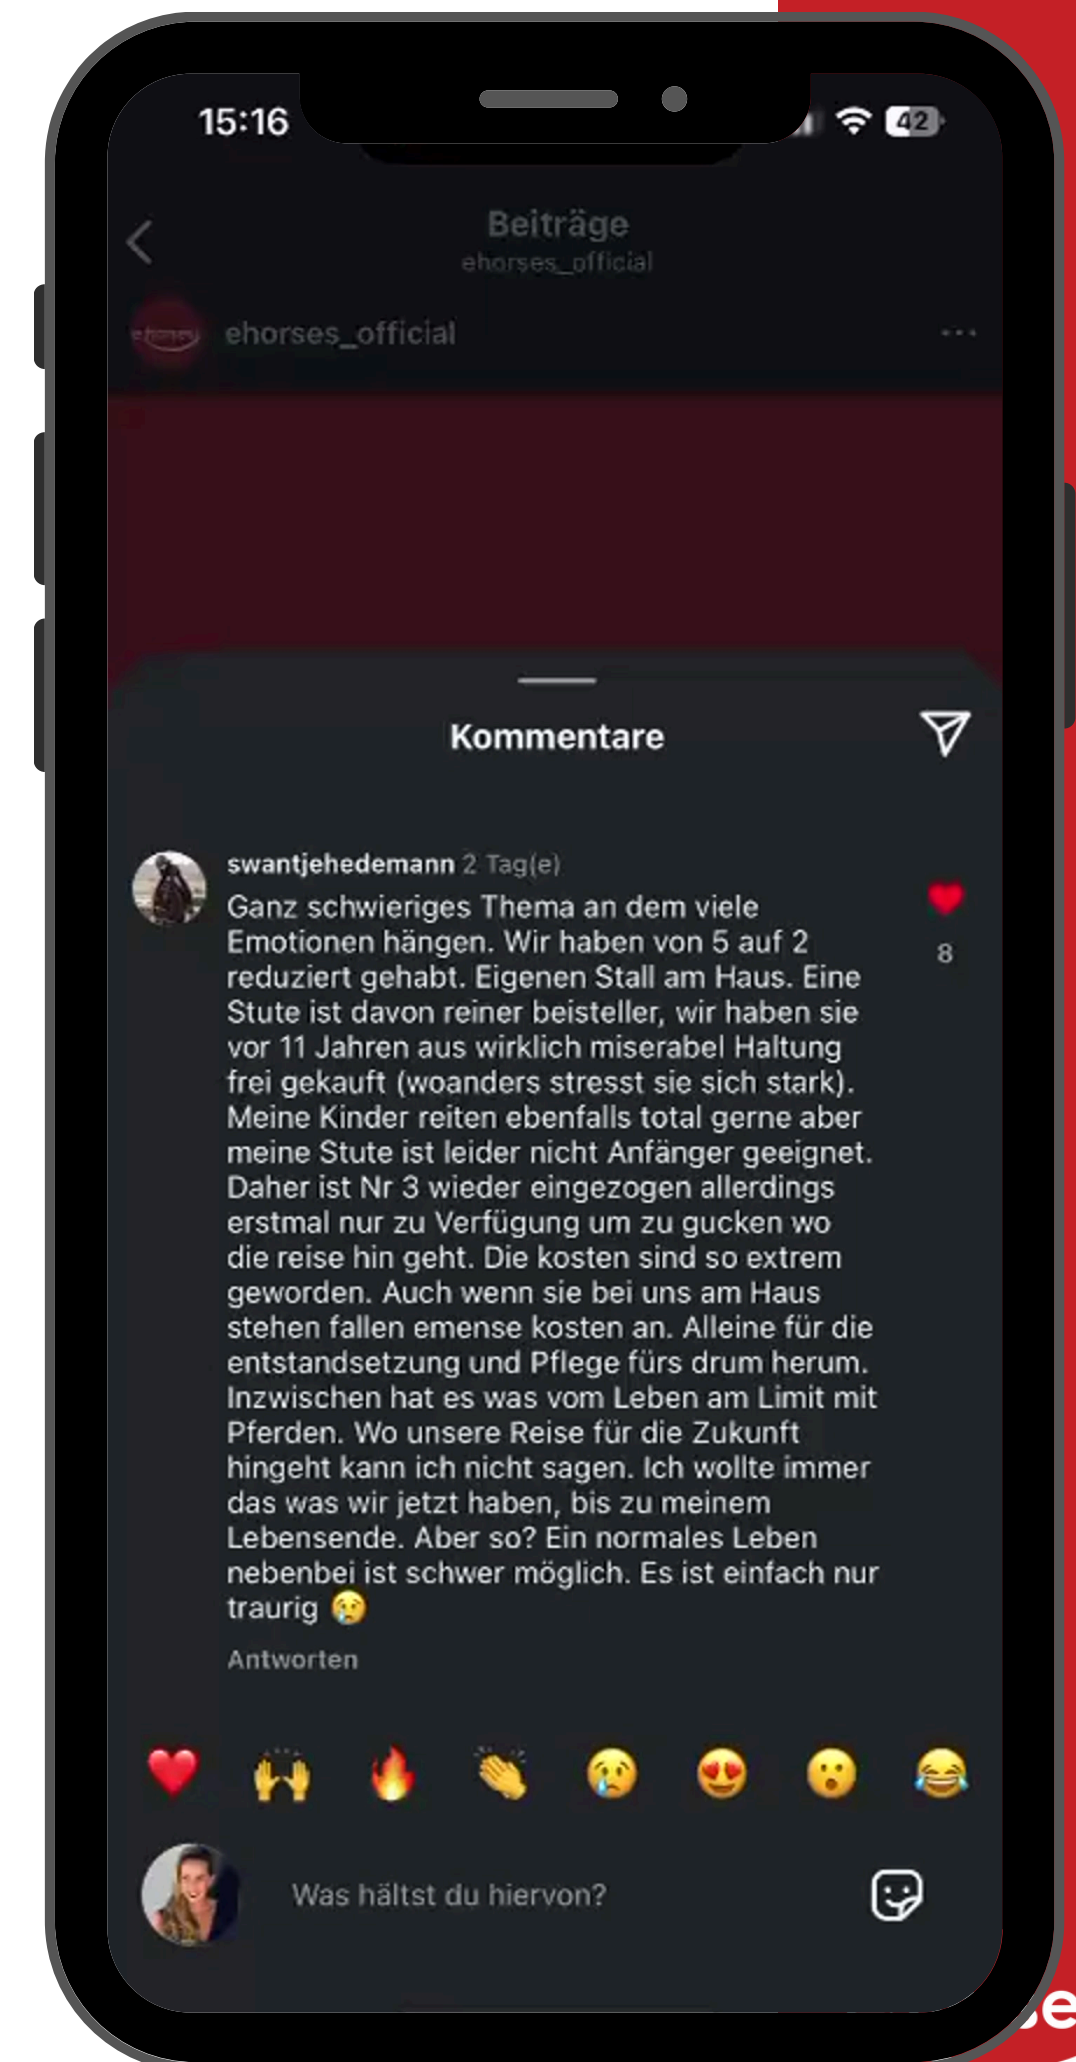 15:16
42
Beiträge
ehorses_official
ehorses
ehorses_official
Kommentare
swantjehedemann 2 Tag(e)
Ganz schwieriges Thema an dem viele
Emotionen hängen. Wir haben von 5 auf 2
reduziert gehabt. Eigenen Stall am Haus. Eine
Stute ist davon reiner beisteller, wir haben sie
vor 11 Jahren aus wirklich miserabel Haltung
frei gekauft (woanders stresst sie sich stark).
Meine Kinder reiten ebenfalls total gerne aber
meine Stute ist leider nicht Anfänger geeignet.
Daher ist Nr 3 wieder eingezogen allerdings
erstmal nur zu Verfügung um zu gucken wo
die reise hin geht. Die kosten sind so extrem
geworden. Auch wenn sie bei uns am Haus
stehen fallen emense kosten an. Alleine für die
entstandsetzung und Pflege fürs drum herum.
Inzwischen hat es was vom Leben am Limit mit
Pferden. Wo unsere Reise für die Zukunft
hingeht kann ich nicht sagen. Ich wollte immer
das was wir jetzt haben, bis zu meinem
Lebensende. Aber so? Ein normales Leben
nebenbei ist schwer möglich. Es ist einfach nur
traurig 😢
8
Antworten
Was hältst du hiervon?